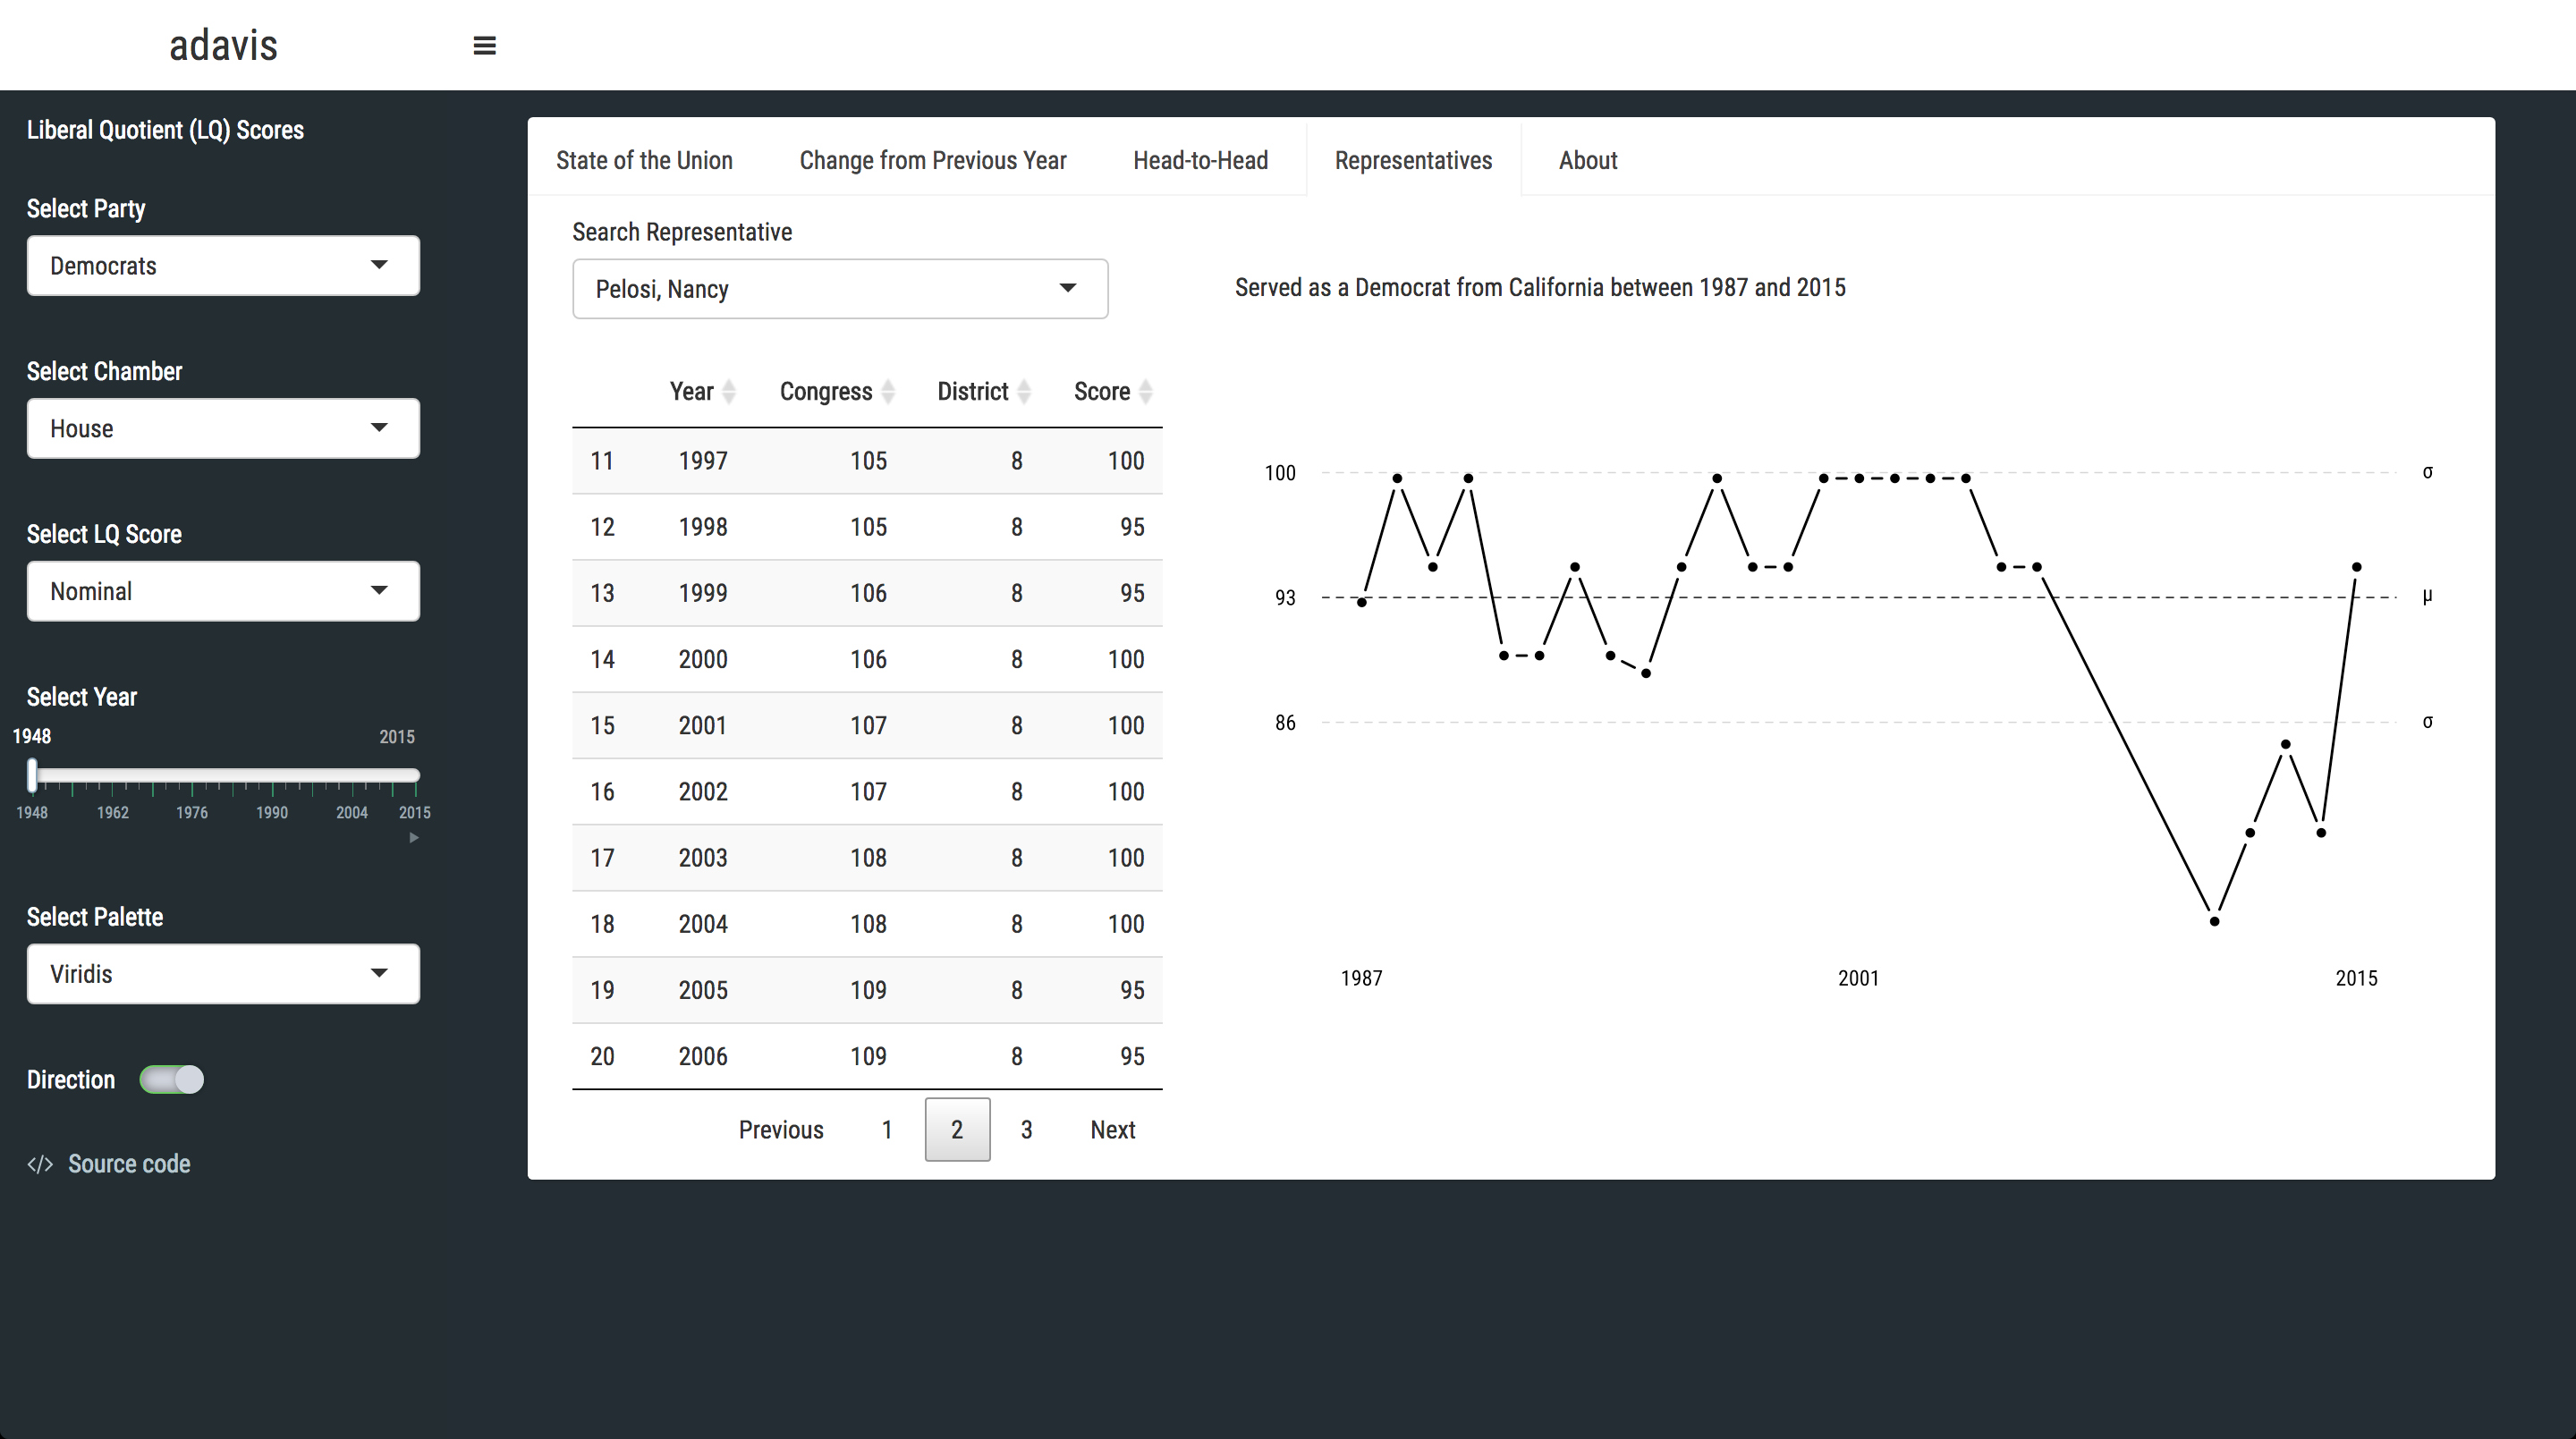 adavis
Liberal Quotient (LQ) Scores
Select Party
Democrats
Select Chamber
House
Select LQ Score
Nominal
Select Year
1948 2015
1948 1962 1976 1990 2004 2015
Select Palette
Viridis
Direction
</> Source code
State of the Union Change from Previous Year Head-to-Head Representatives About
Search Representative
Pelosi, Nancy
Served as a Democrat from California between 1987 and 2015
Year Congress District Score
11 1997 105 8 100
12 1998 105 8 95
13 1999 106 8 95
14 2000 106 8 100
15 2001 107 8 100
16 2002 107 8 100
17 2003 108 8 100
18 2004 108 8 100
19 2005 109 8 95
20 2006 109 8 95
Previous 1 2 3 Next
100 σ
93 μ
86 σ
1987 2001 2015